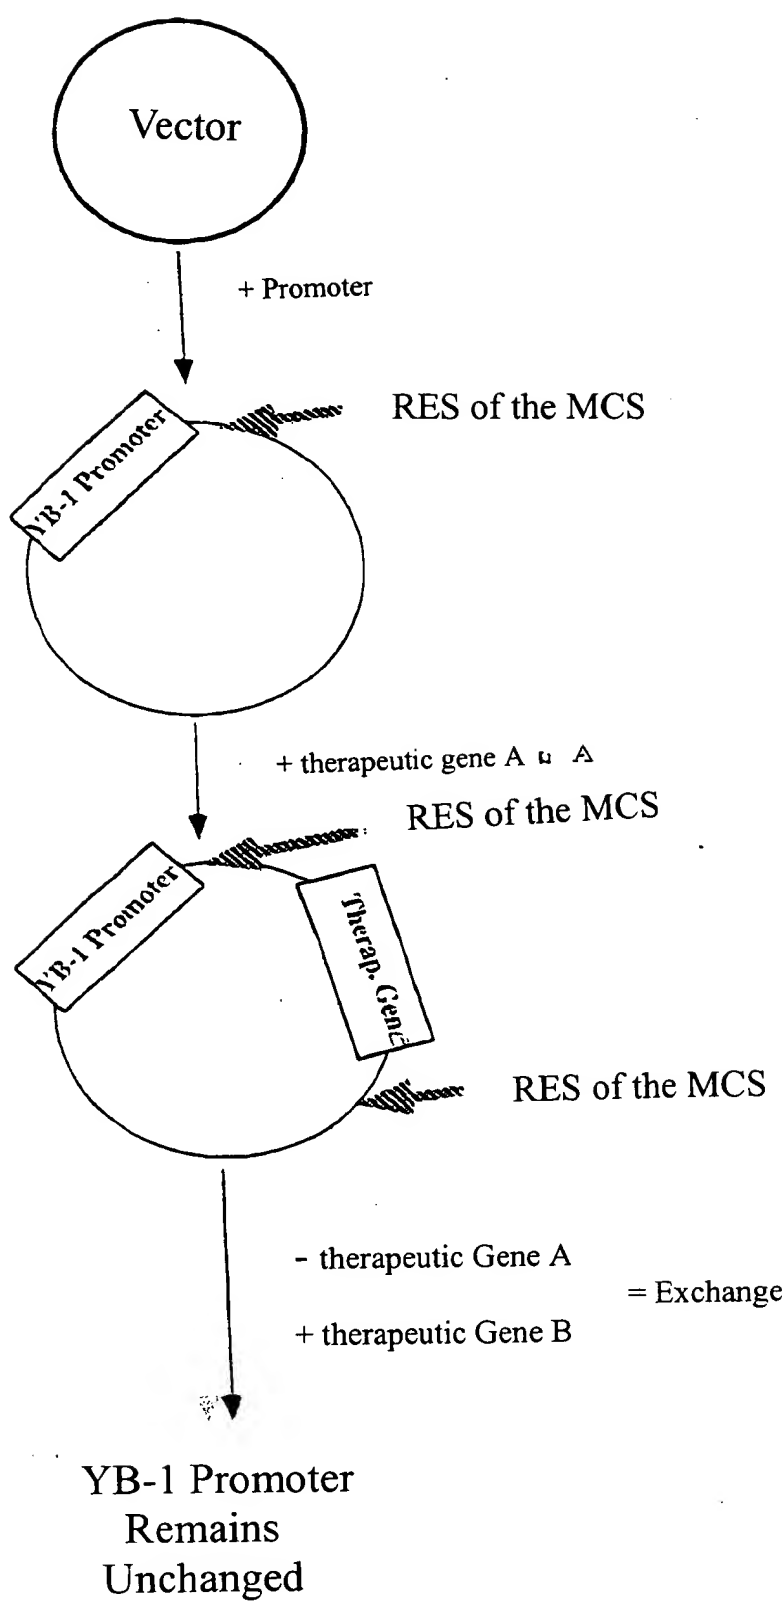 Vector
+ Promoter
RES of the MCS
YB-1 Promoter
+ therapeutic gene A
RES of the MCS
YB-1 Promoter
Therap. Gene
RES of the MCS
- therapeutic Gene A
= Exchange
+ therapeutic Gene B
YB-1 Promoter
Remains
Unchanged